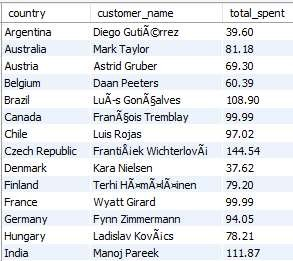 country customer_name total_spent
Argentina Diego GutiÃ©rrez 39.60
Australia Mark Taylor 81.18
Austria Astrid Gruber 69.30
Belgium Daan Peeters 60.39
Brazil LuÃ­s GonÃ§alves 108.90
Canada FranÃ§ois Tremblay 99.99
Chile Luis Rojas 97.02
Czech Republic FrantiÅ¡ek WichterlovÃ¡ 144.54
Denmark Kara Nielsen 37.62
Finland Terhi HÃ¤mÃ¤lÃ¤inen 79.20
France Wyatt Girard 99.99
Germany Fynn Zimmermann 94.05
Hungary Ladislav KovÃ¡cs 78.21
India Manoj Pareek 111.87